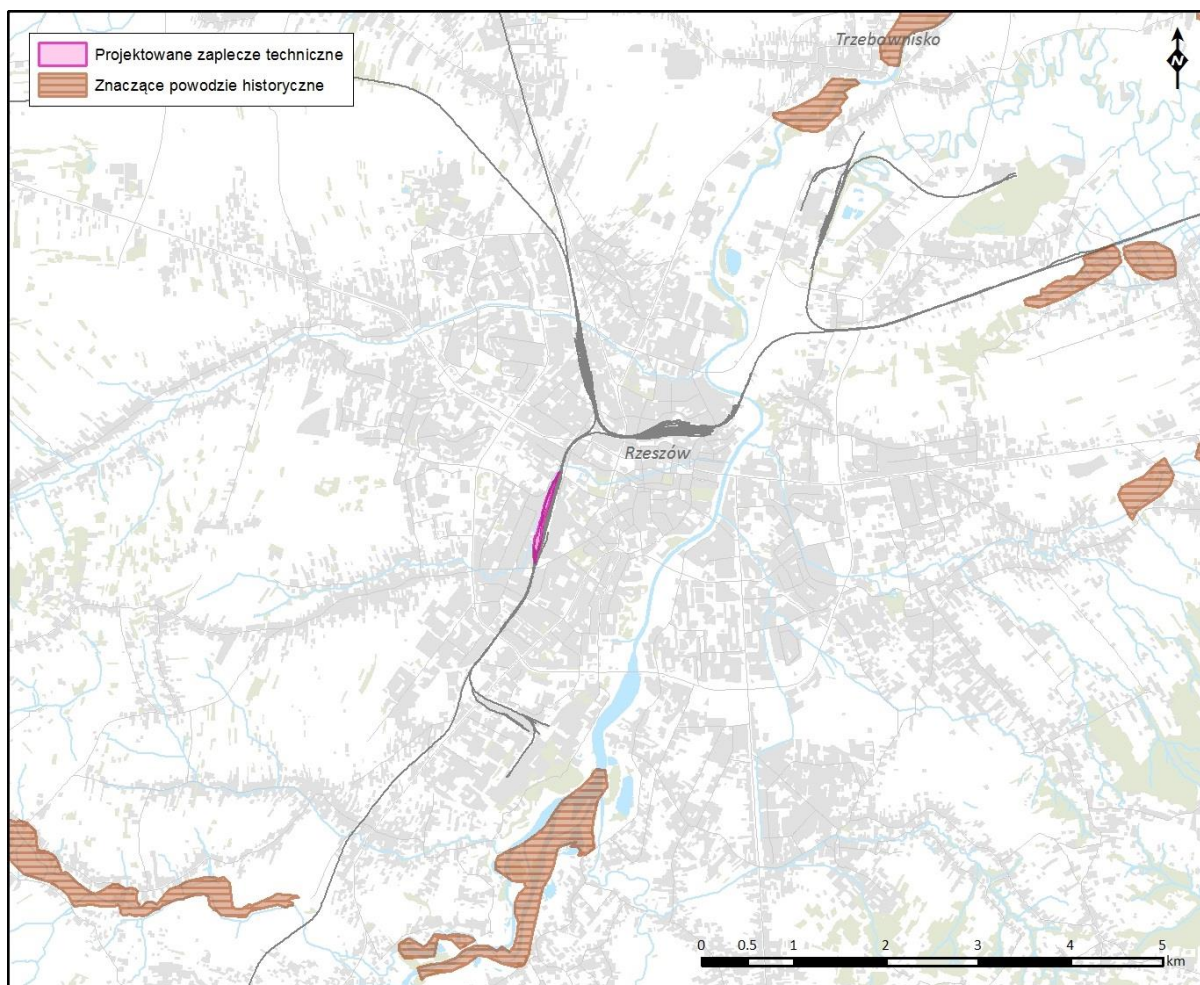 Projektowane zaplecze techniczne
Znaczące powodzie historyczne
Trzebownisko
N
Rzeszów
0 0.5 1 2 3 4 5
km